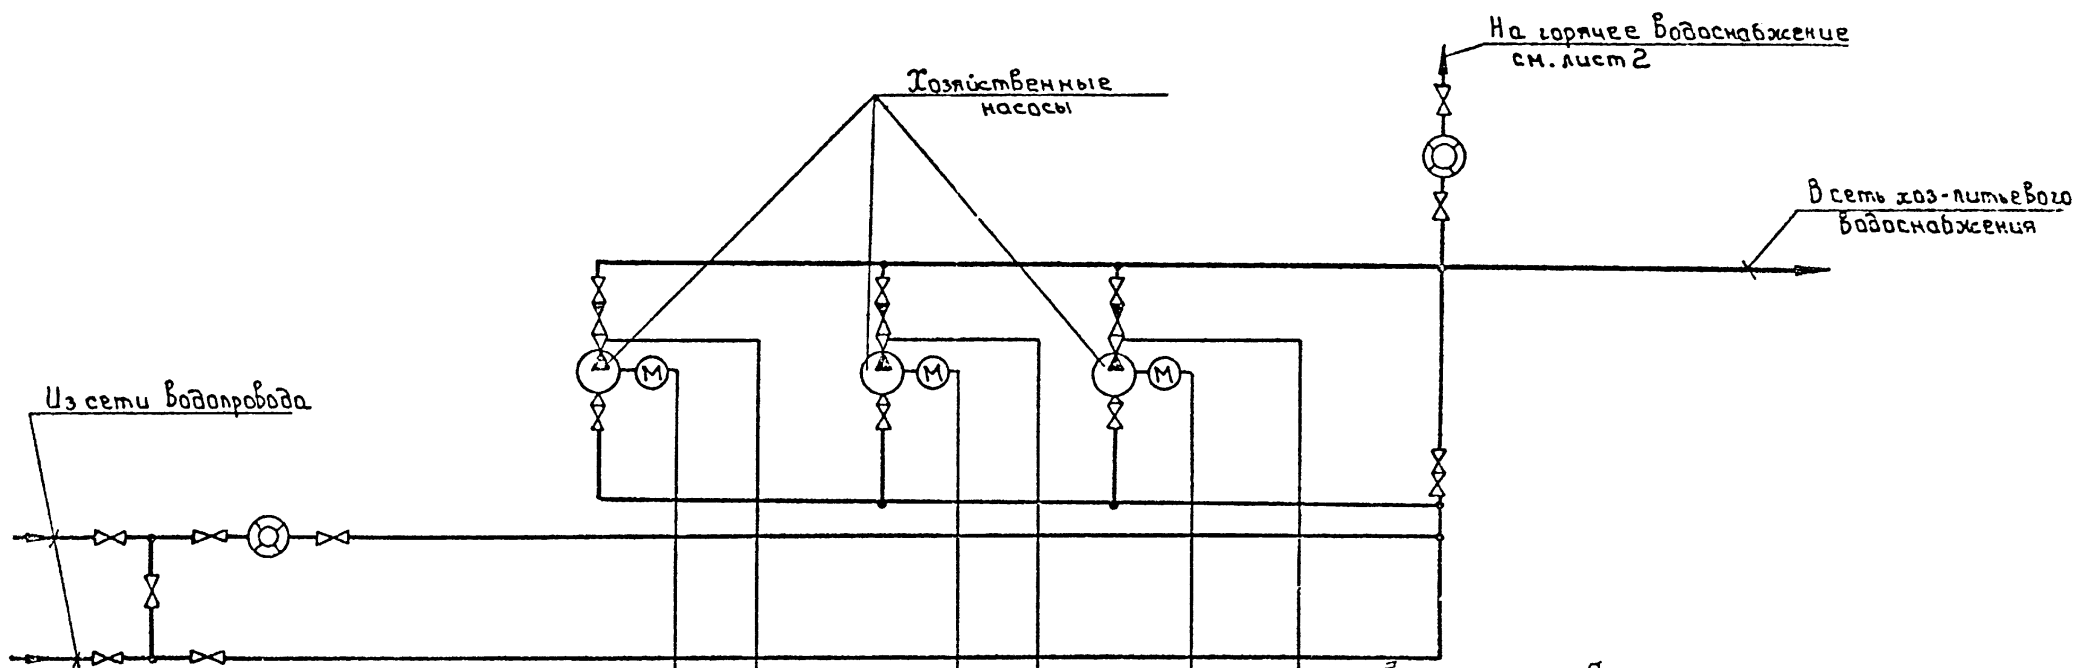 На горячее водоснабжение
см. лист 2
Хозяйственные
насосы
В сеть хоз-питьевого
водоснабжения
М
М
М
Из сети водопровода